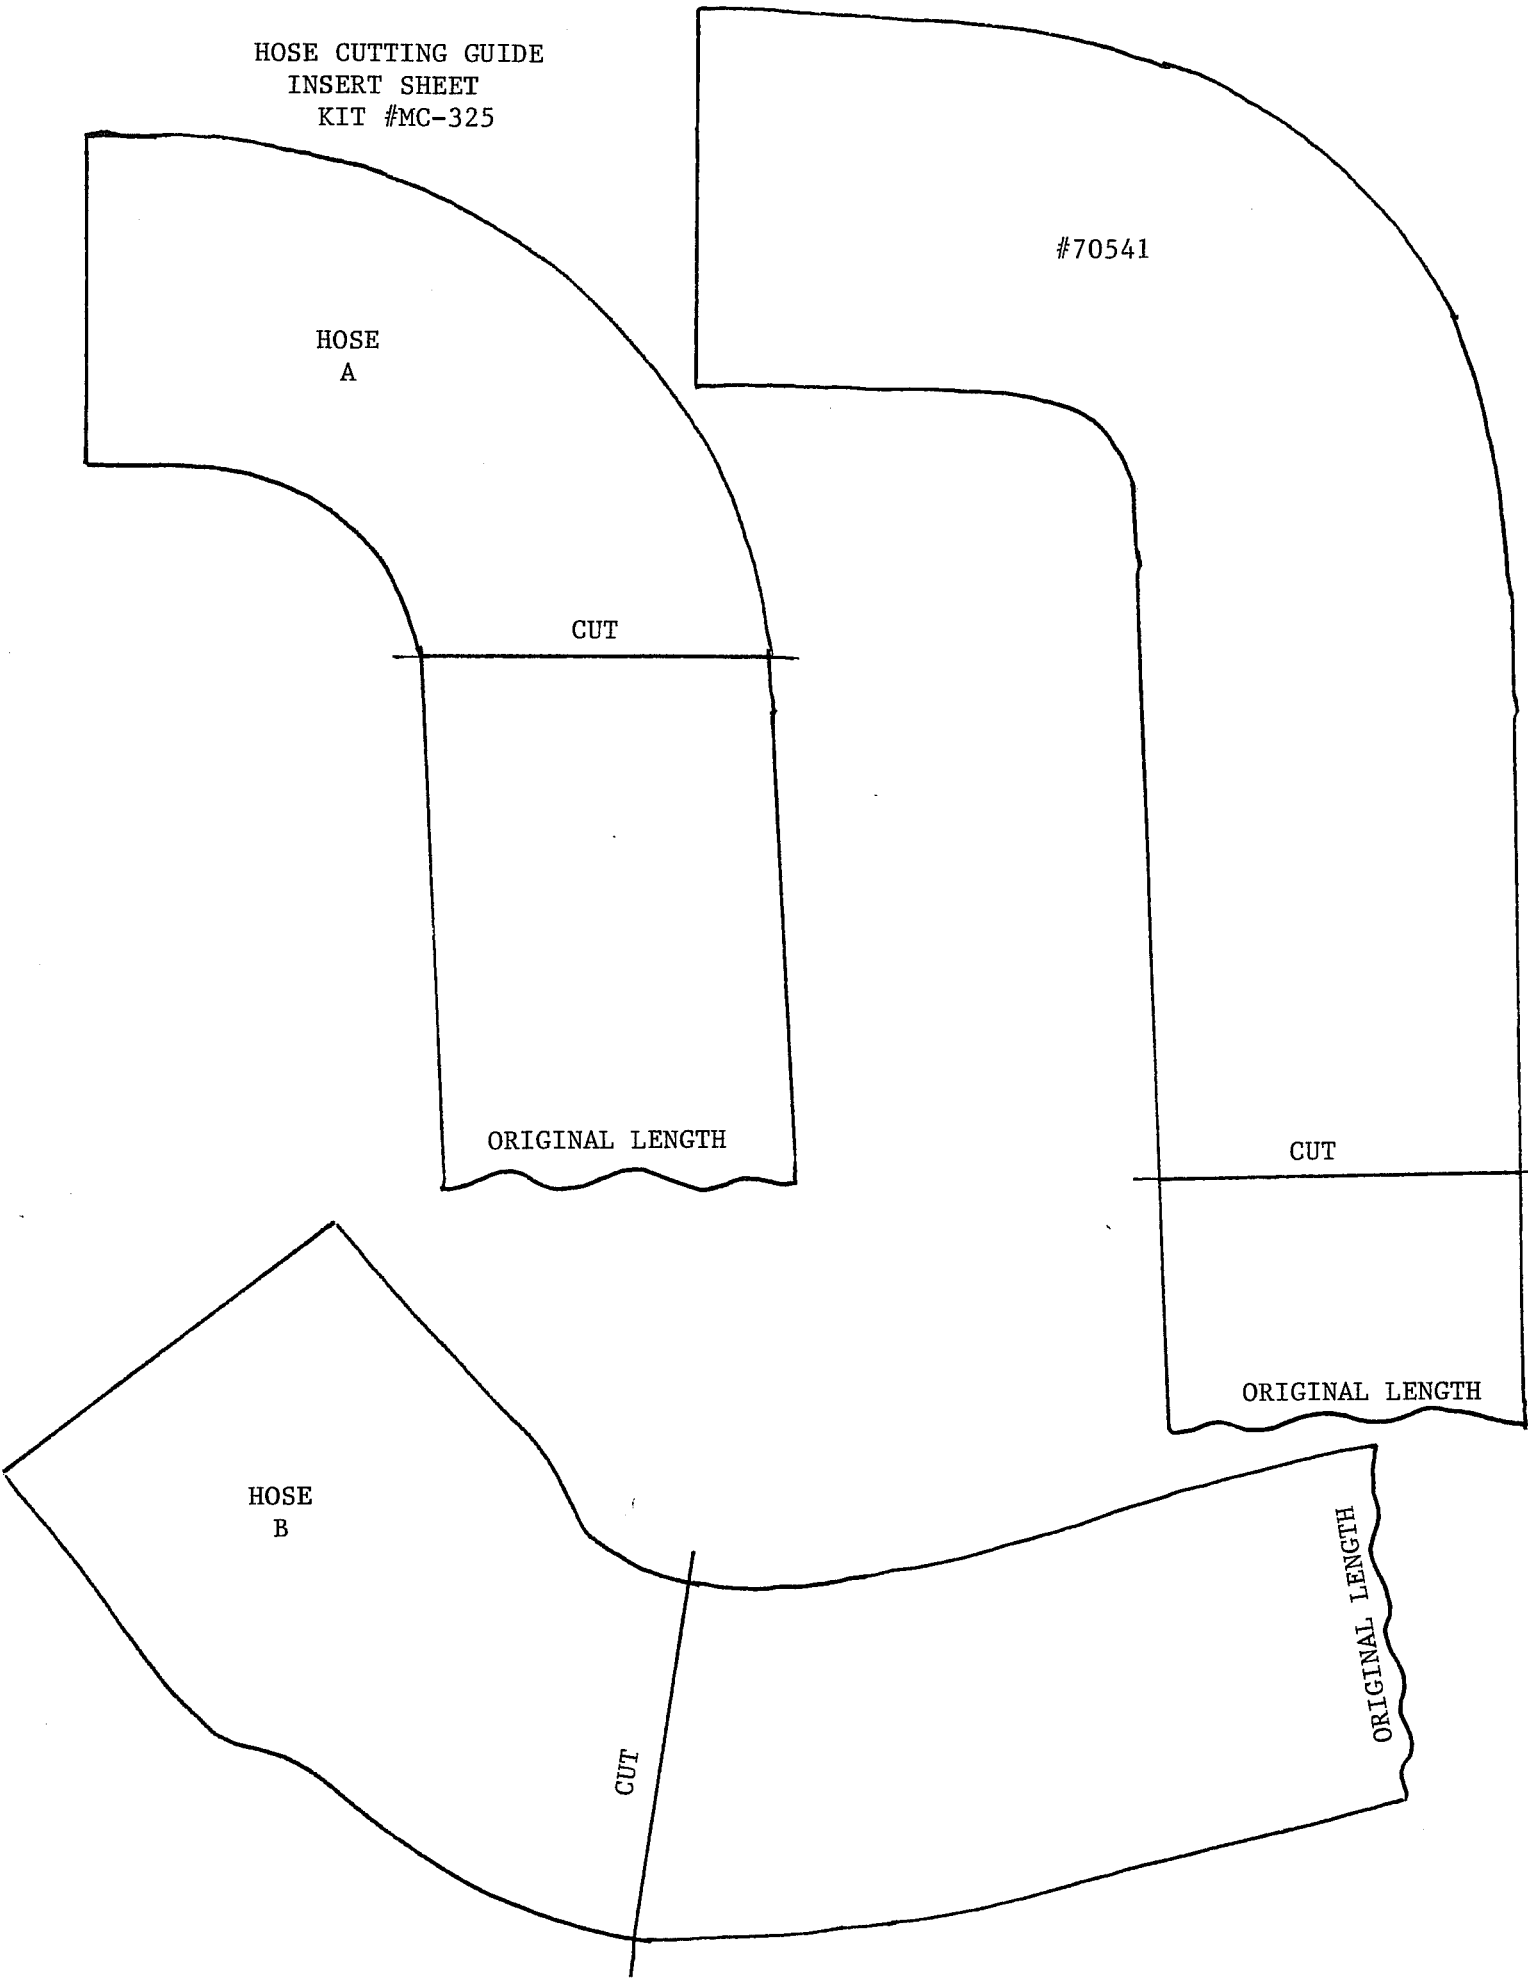 HOSE CUTTING GUIDE
INSERT SHEET
KIT #MC-325
#70541
HOSE
A
CUT
ORIGINAL LENGTH
CUT
ORIGINAL LENGTH
HOSE
B
CUT
ORIGINAL LENGTH